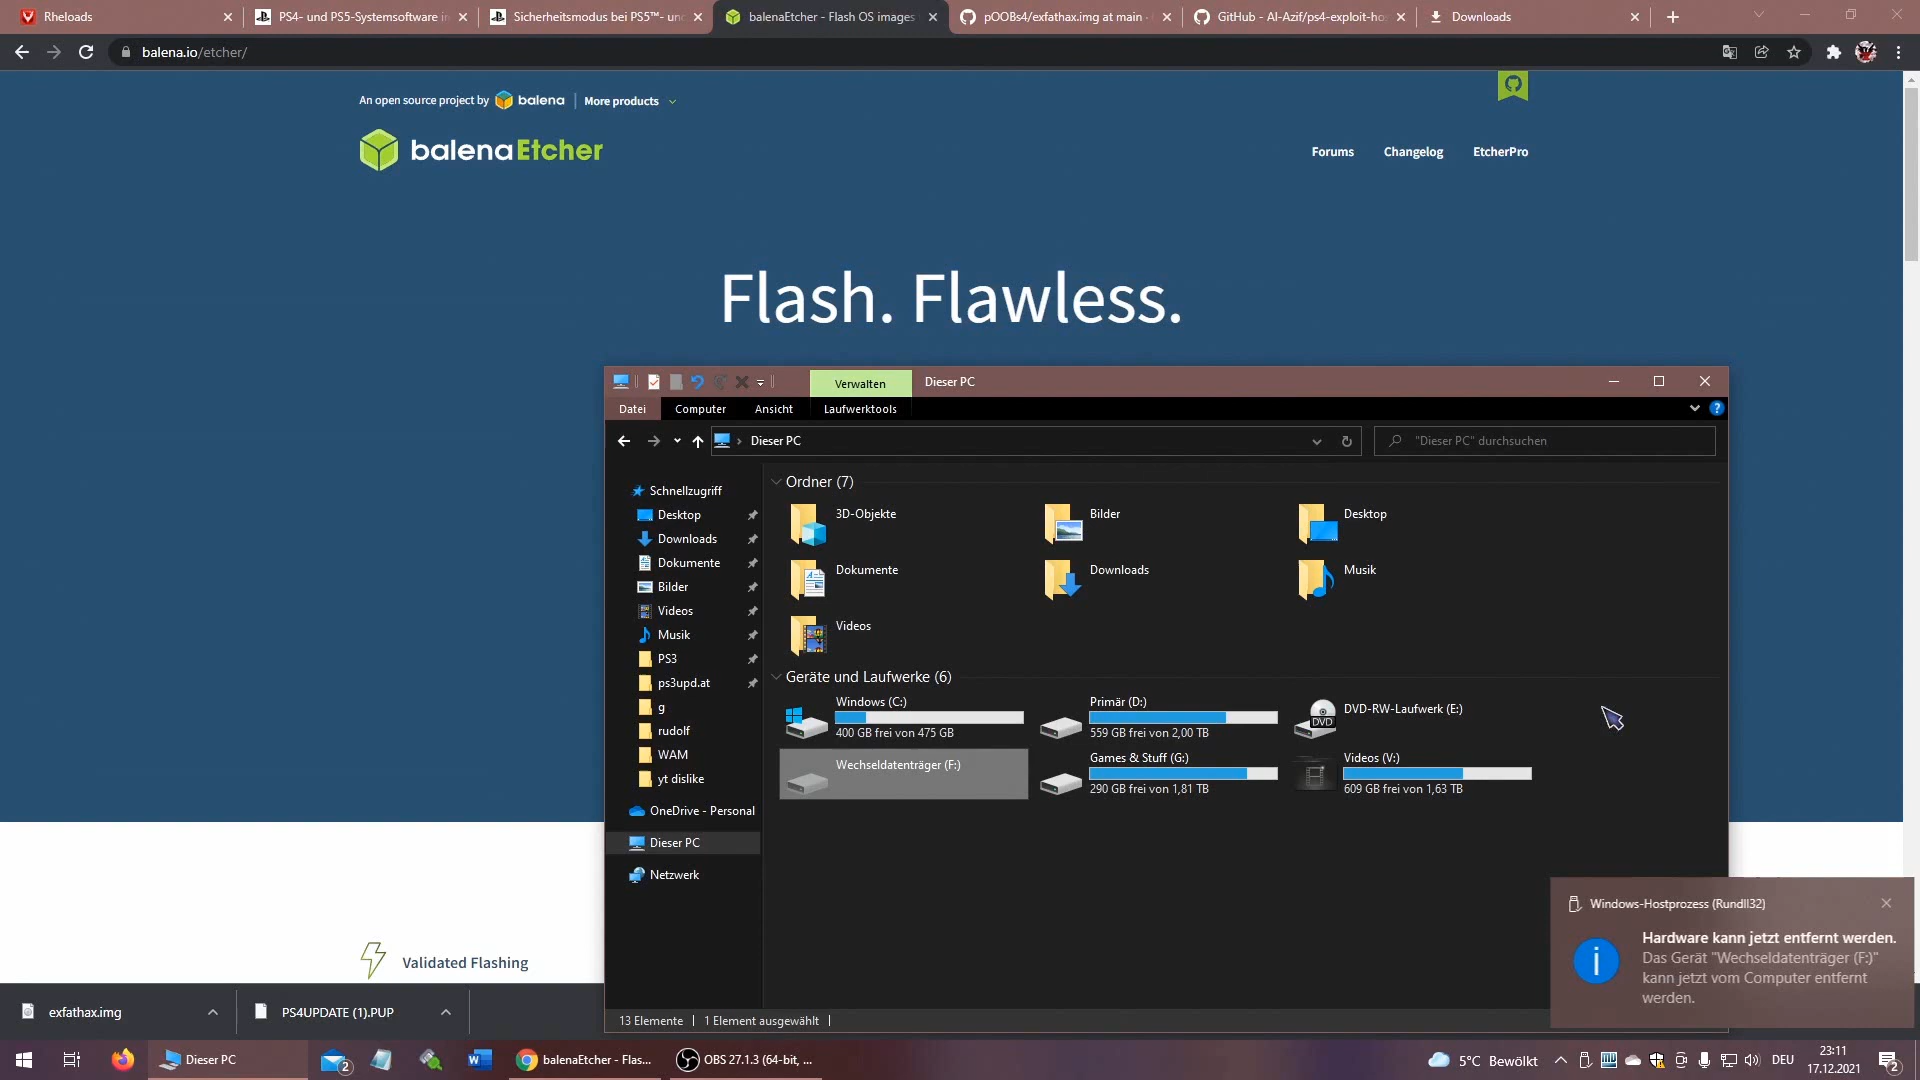 Rheloads
PS4- und PS5-Systemsoftware in
Sicherheitsmodus bei PS5™- und
balenaEtcher - Flash OS images
pOOBs4/exfathax.img at main ·
GitHub - Al-Azif/ps4-exploit-ho
Downloads
balena.io/etcher/
An open source project by balena
More products
balenaEtcher
Forums
Changelog
EtcherPro
Flash. Flawless.
Verwalten
Dieser PC
Datei
Computer
Ansicht
Laufwerktools
Dieser PC
"Dieser PC" durchsuchen
Schnellzugriff
Desktop
Downloads
Dokumente
Bilder
Videos
Musik
PS3
ps3upd.at
g
rudolf
WAM
yt dislike
OneDrive - Personal
Dieser PC
Netzwerk
Ordner (7)
3D-Objekte
Bilder
Desktop
Dokumente
Downloads
Musik
Videos
Geräte und Laufwerke (6)
Windows (C:)
400 GB frei von 475 GB
Primär (D:)
559 GB frei von 2,00 TB
DVD
DVD-RW-Laufwerk (E:)
Wechseldatenträger (F:)
Games & Stuff (G:)
290 GB frei von 1,81 TB
Videos (V:)
609 GB frei von 1,63 TB
13 Elemente
1 Element ausgewählt
Windows-Hostprozess (Rundll32)
Hardware kann jetzt entfernt werden.
Das Gerät "Wechseldatenträger (F:)"
kann jetzt vom Computer entfernt
werden.
Validated Flashing
exfathax.img
PS4UPDATE (1).PUP
Dieser PC
2
balenaEtcher - Flas...
OBS 27.1.3 (64-bit, ...
5°C Bewölkt
DEU
23:11
17.12.2021
2